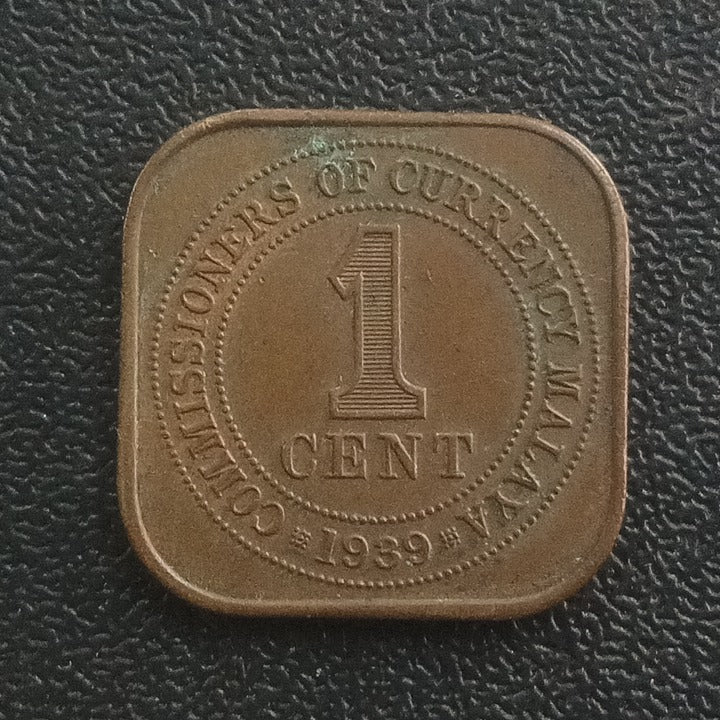 COMMISSIONERS OF CURRENCY MALAYA
1
CENT
1939